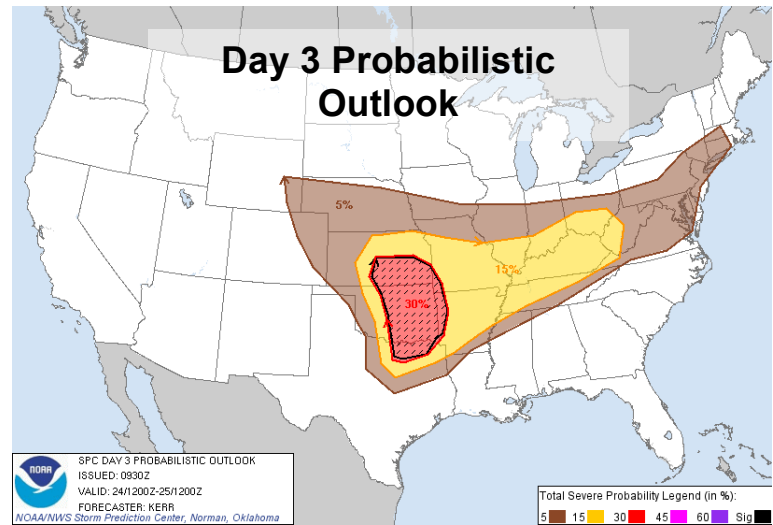 Day 3 Probabilistic
Outlook
5%
15%
30%
NOAA
SPC DAY 3 PROBABILISTIC OUTLOOK
ISSUED: 0930Z
VALID: 24/1200Z-25/1200Z
FORECASTER: KERR
NOAA/NWS Storm Prediction Center, Norman, Oklahoma
Total Severe Probability Legend (in %):
5 15 30 45 60 Sig